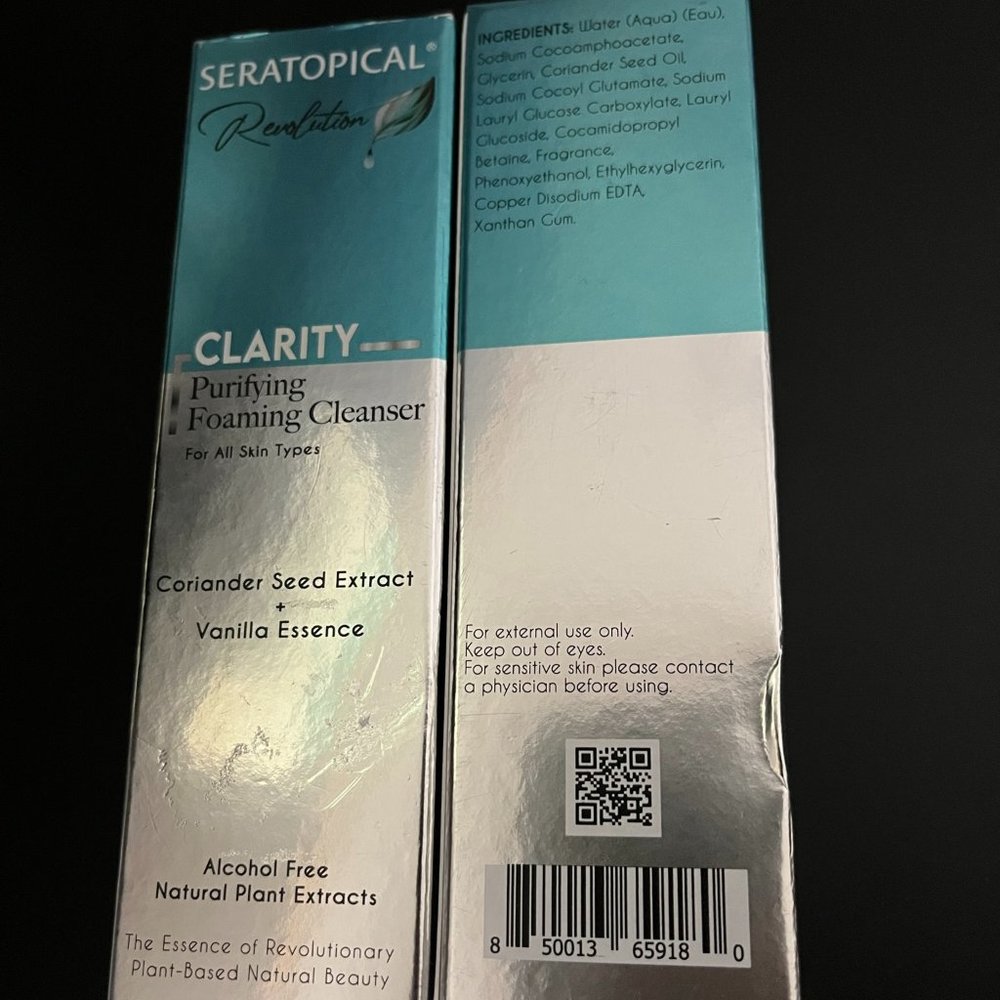 SERATOPICAL®
Revolution
CLARITY
Purifying
Foaming Cleanser
For All Skin Types
Coriander Seed Extract
+
Vanilla Essence
Alcohol Free
Natural Plant Extracts
The Essence of Revolutionary
Plant-Based Natural Beauty
INGREDIENTS: Water (Aqua) (Eau),
Sodium Cocoamphoacetate,
Glycerin, Coriander Seed Oil,
Sodium Cocoyl Glutamate, Sodium
Lauryl Glucose Carboxylate, Lauryl
Glucoside, Cocamidopropyl
Betaine, Fragrance,
Phenoxyethanol, Ethylhexyglycerin,
Copper Disodium EDTA,
Xanthan Gum.
For external use only.
Keep out of eyes.
For sensitive skin please contact
a physician before using.
8 50013 65918 0